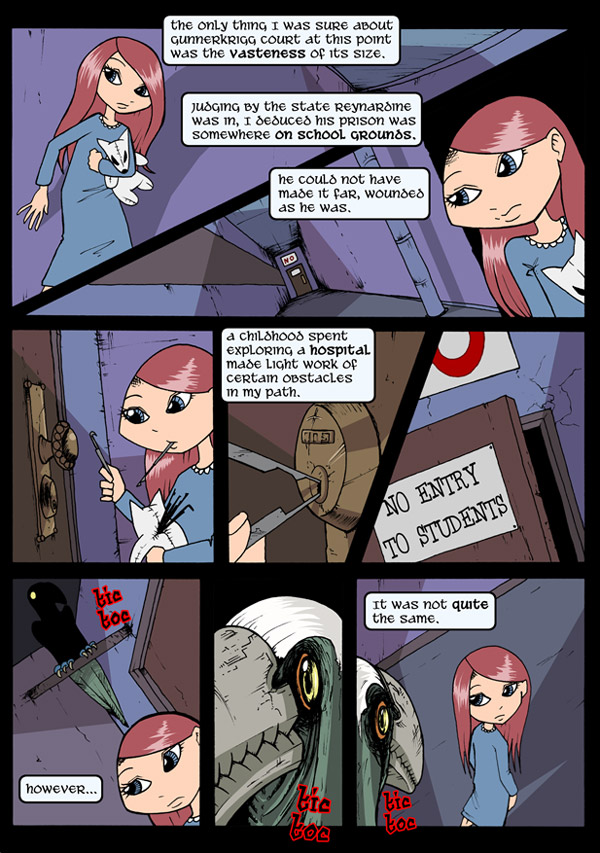 the only thing I was sure about
Gunnerkrigg Court at this point
was the vasteness of its size.
Judging by the state Reynardine
was in, I deduced his prison was
somewhere on school grounds.
he could not have
made it far, wounded
as he was.
NO
a childhood spent
exploring a hospital
made light work of
certain obstacles
in my path.
NO ENTRY
TO STUDENTS
tic
toc
however...
tic
toc
It was not quite
the same.
tic
toc